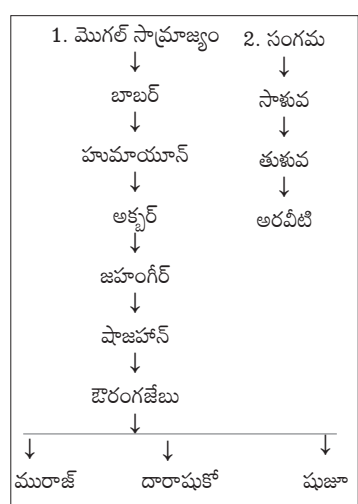 1. మొగల్ సామ్రాజ్యం 2. సంగమ
బాబర్ సాళువ
హుమాయూన్ తుళువ
అక్బర్ అరవీటి
జహంగీర్
షాజహాన్
ఔరంగజేబు
మురాజ్ దారాషుకో షుజూ